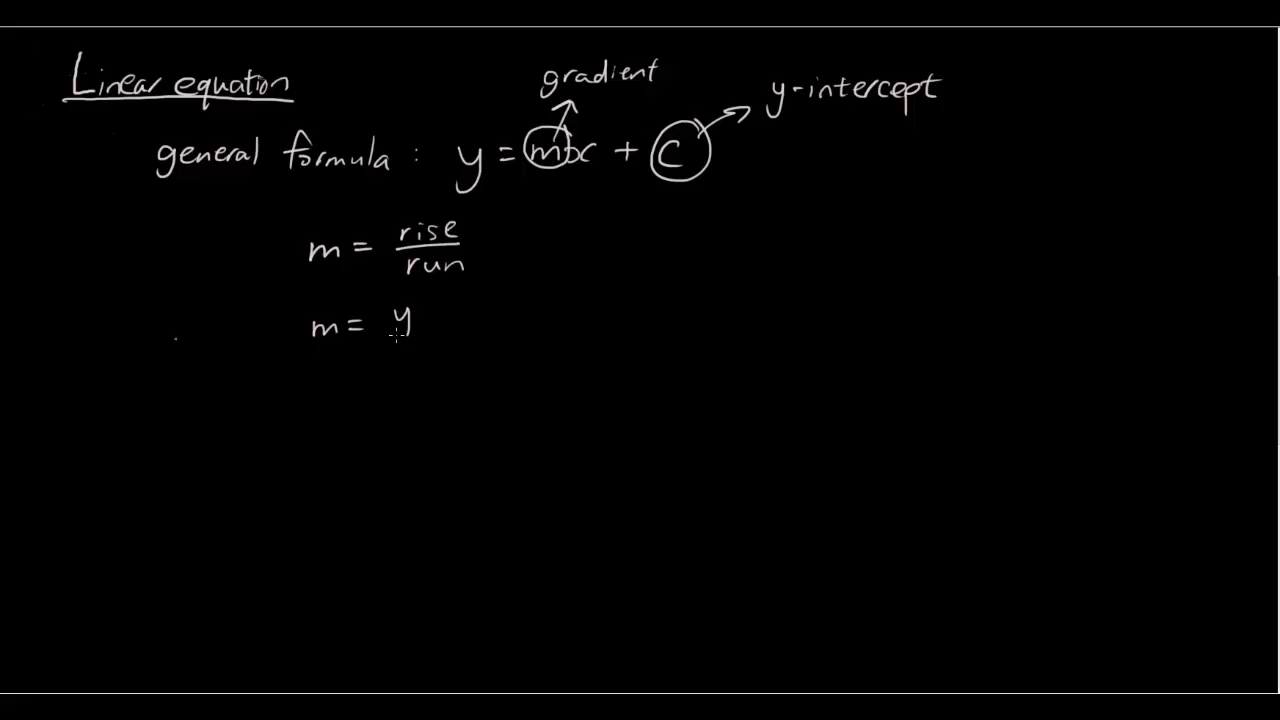 Linear equation
gradient
y-intercept
general formula : y = mx + c
m = rise/run
m = y